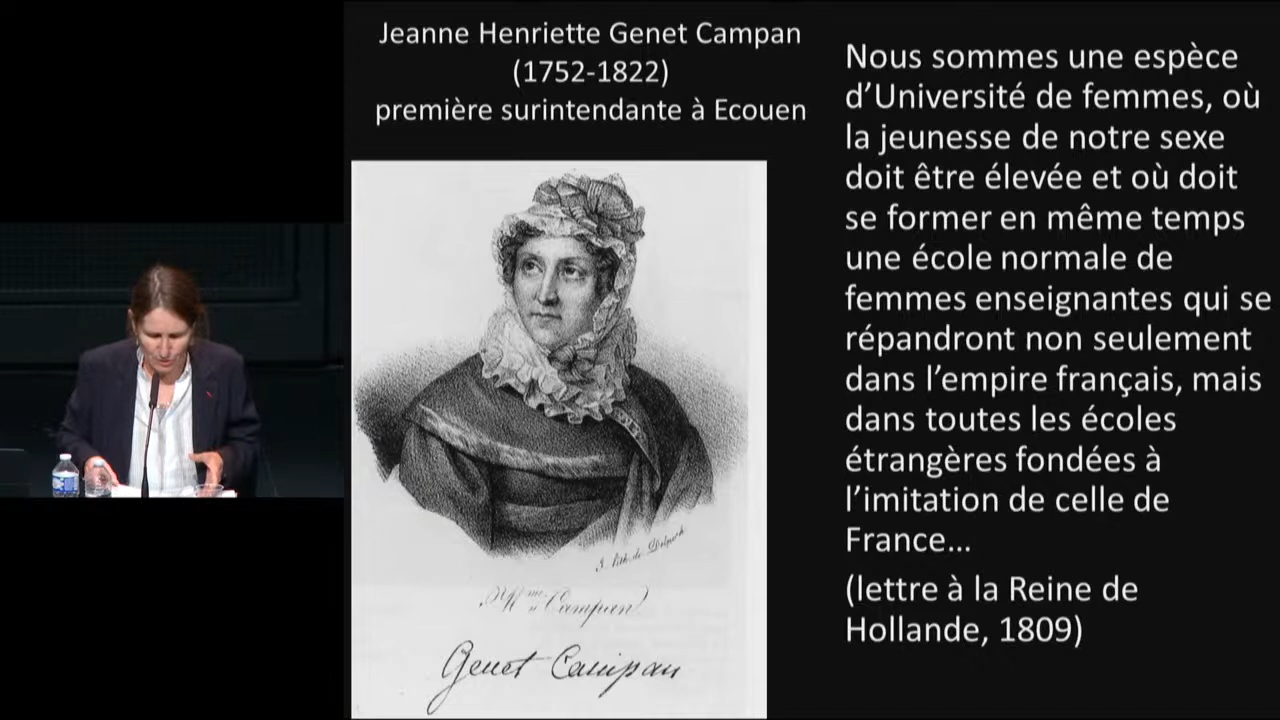 Jeanne Henriette Genet Campan
(1752-1822)
première surintendante à Ecouen
Nous sommes une espèce
d’Université de femmes, où
la jeunesse de notre sexe
doit être élevée et où doit
se former en même temps
une école normale de
femmes enseignantes qui se
répandront non seulement
dans l’empire français, mais
dans toutes les écoles
étrangères fondées à
l’imitation de celle de
France…
(lettre à la Reine de
Hollande, 1809)
lith. de Delpech
Mme Campan
Genet Campan